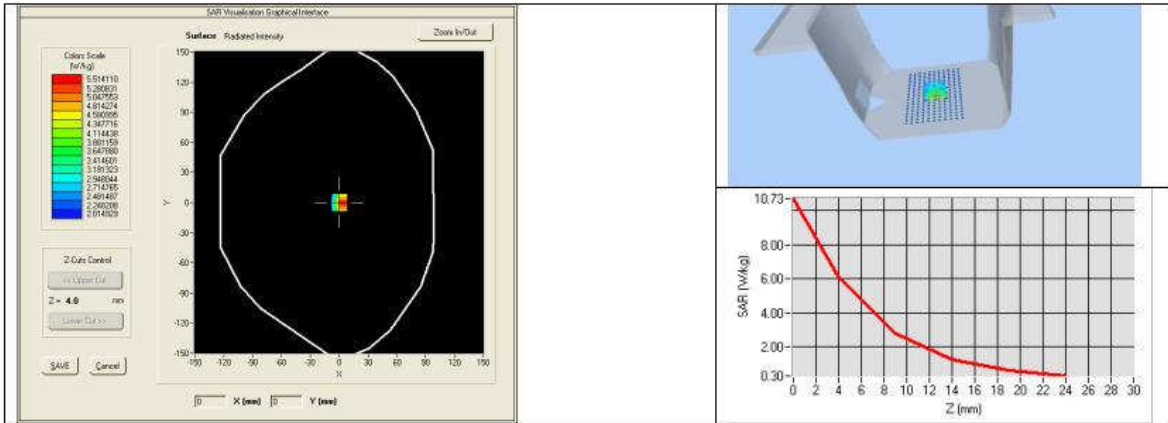 SAR Visualisation Graphical Interface
Surface Radiated Intensity
Zoom In/Out
Colors Scale
(W/kg)
5.514110
5.280831
5.047553
4.814274
4.580995
4.347716
4.114438
3.881159
3.647980
3.414601
3.181323
2.948044
2.714765
2.481487
2.248208
2.014929
Z-Cuts Control
<< Upper Cut
Z = 4.0 mm
Lower Cut >>
SAVE Cancel
150
120
90
60
30
0
-30
-60
-90
-120
-150
Y
-150 -120 -90 -60 -30 0 30 60 90 120 150
X
0 X (mm) 0 Y (mm)
10.73
8.00
6.00
4.00
2.00
0.30
SAR (W/kg)
0 2 4 6 8 10 12 14 16 18 20 22 24 26 28 30
Z (mm)